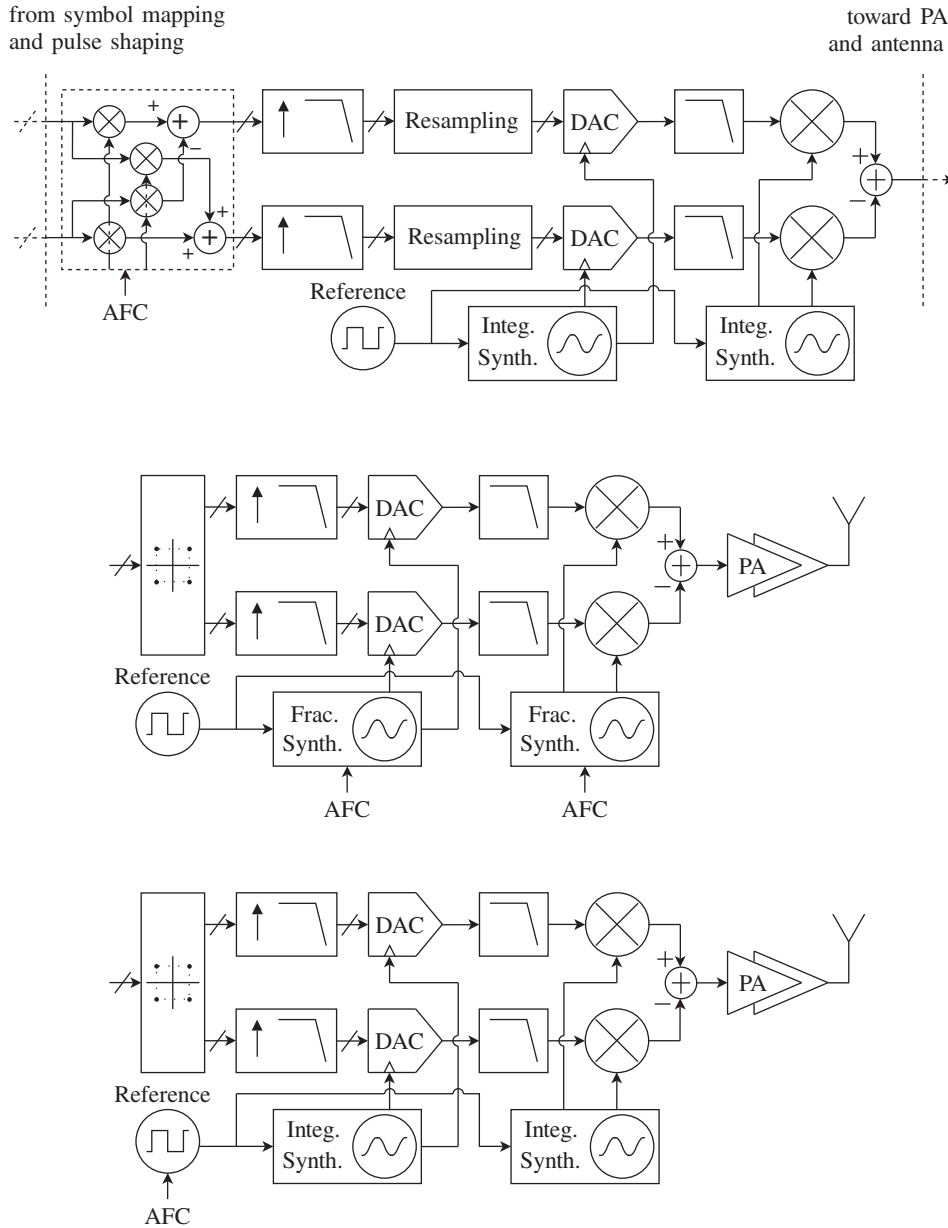 from symbol mapping
and pulse shaping
toward PA
and antenna
+
+
−
Resampling
DAC
+
+
−
+
+
+
Resampling
DAC
AFC
Reference
Integ.
Synth.
Integ.
Synth.
DAC
+
+
−
PA
DAC
Reference
Frac.
Synth.
Frac.
Synth.
AFC
AFC
DAC
+
+
−
PA
DAC
Reference
Integ.
Synth.
Integ.
Synth.
AFC